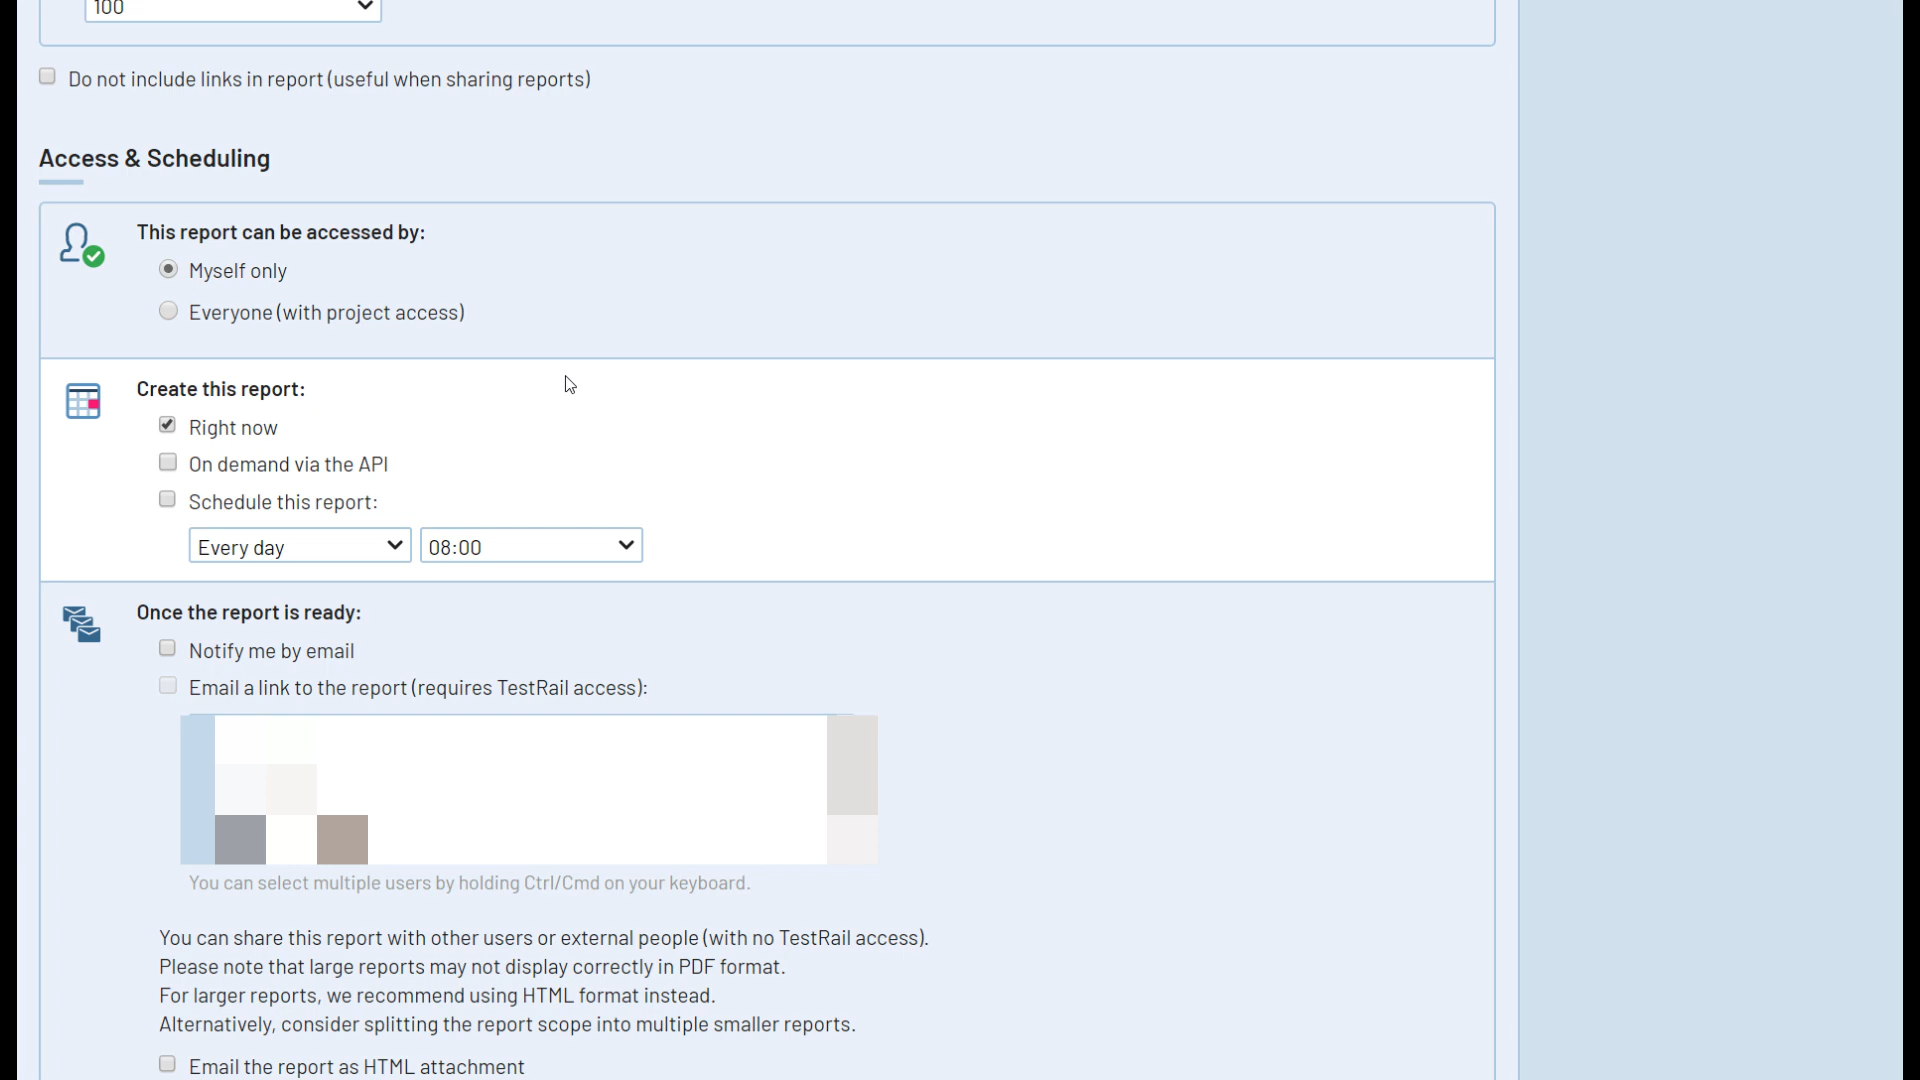 100
Do not include links in report (useful when sharing reports)
Access & Scheduling
This report can be accessed by:
Myself only
Everyone (with project access)
Create this report:
Right now
On demand via the API
Schedule this report:
Every day 08:00
Once the report is ready:
Notify me by email
Email a link to the report (requires TestRail access):
You can select multiple users by holding Ctrl/Cmd on your keyboard.
You can share this report with other users or external people (with no TestRail access).
Please note that large reports may not display correctly in PDF format.
For larger reports, we recommend using HTML format instead.
Alternatively, consider splitting the report scope into multiple smaller reports.
Email the report as HTML attachment